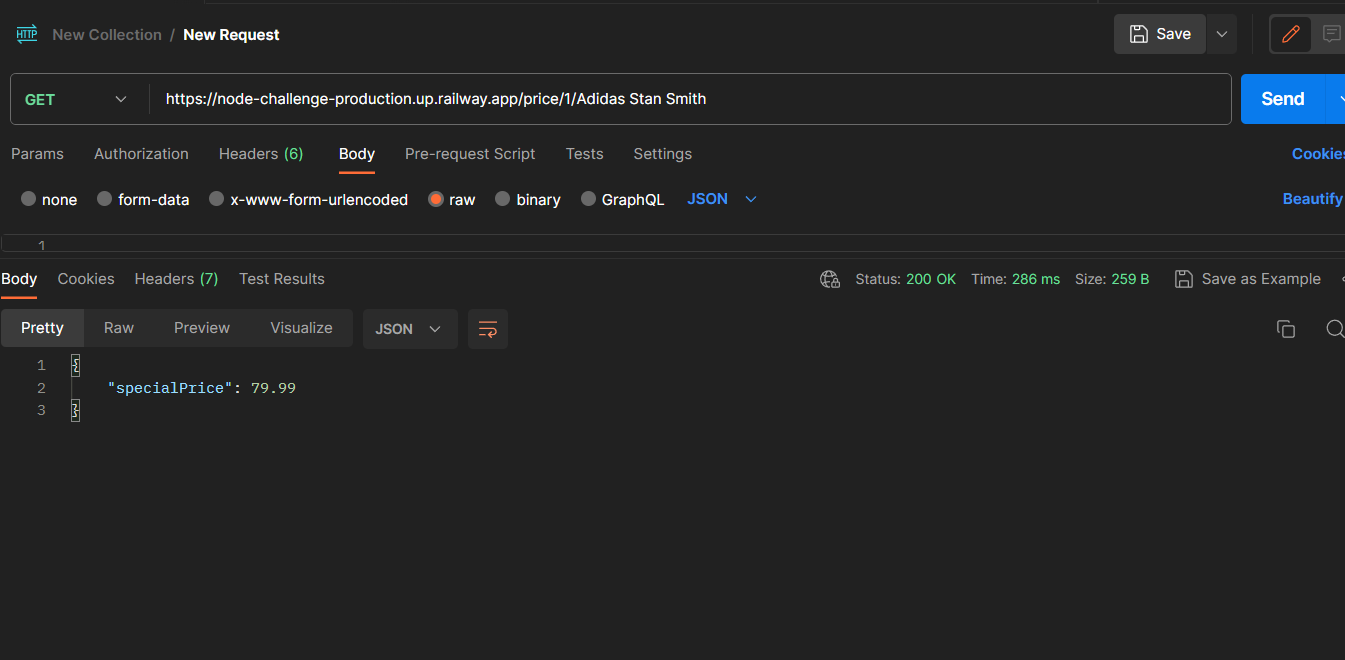 HTTP New Collection / New Request Save
GET https://node-challenge-production.up.railway.app/price/1/Adidas Stan Smith Send
Params Authorization Headers (6) Body Pre-request Script Tests Settings Cookies
none form-data x-www-form-urlencoded raw binary GraphQL JSON Beautify
1
Body Cookies Headers (7) Test Results Status: 200 OK Time: 286 ms Size: 259 B Save as Example
Pretty Raw Preview Visualize JSON
1 {
2 "specialPrice": 79.99
3 }